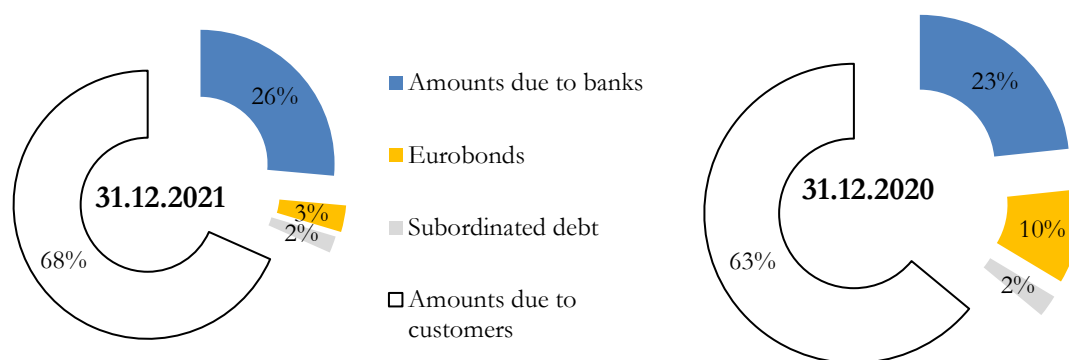 26%
31.12.2021
3%
2%
68%
Amounts due to banks
Eurobonds
Subordinated debt
Amounts due to
customers
23%
31.12.2020
10%
63%
2%